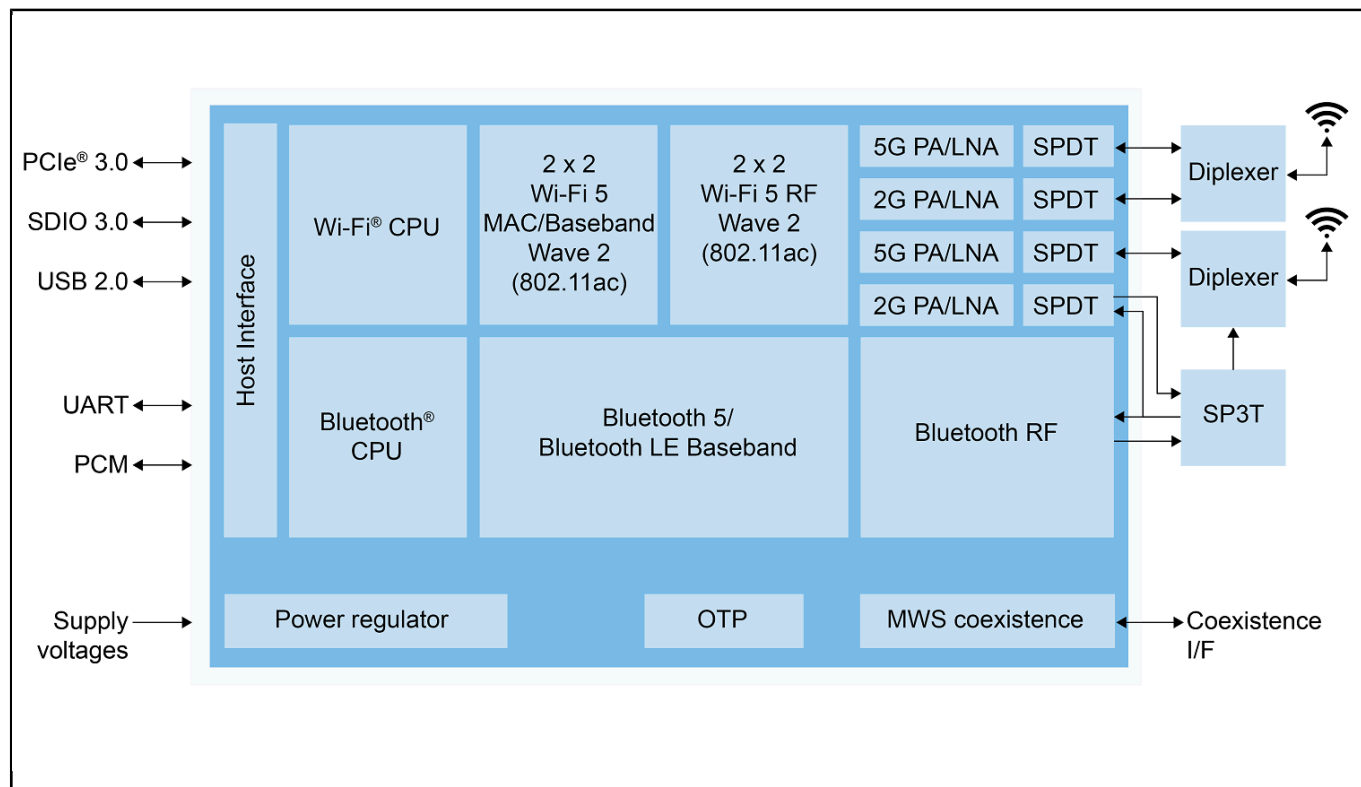 PCIe® 3.0
SDIO 3.0
USB 2.0
UART
PCM
Supply
voltages
Host Interface
Wi-Fi® CPU
2 x 2
Wi-Fi 5
MAC/Baseband
Wave 2
(802.11ac)
2 x 2
Wi-Fi 5 RF
Wave 2
(802.11ac)
5G PA/LNA
SPDT
2G PA/LNA
SPDT
5G PA/LNA
SPDT
2G PA/LNA
SPDT
Diplexer
Diplexer
SP3T
Bluetooth®
CPU
Bluetooth 5/
Bluetooth LE Baseband
Bluetooth RF
Power regulator
OTP
MWS coexistence
Coexistence
I/F